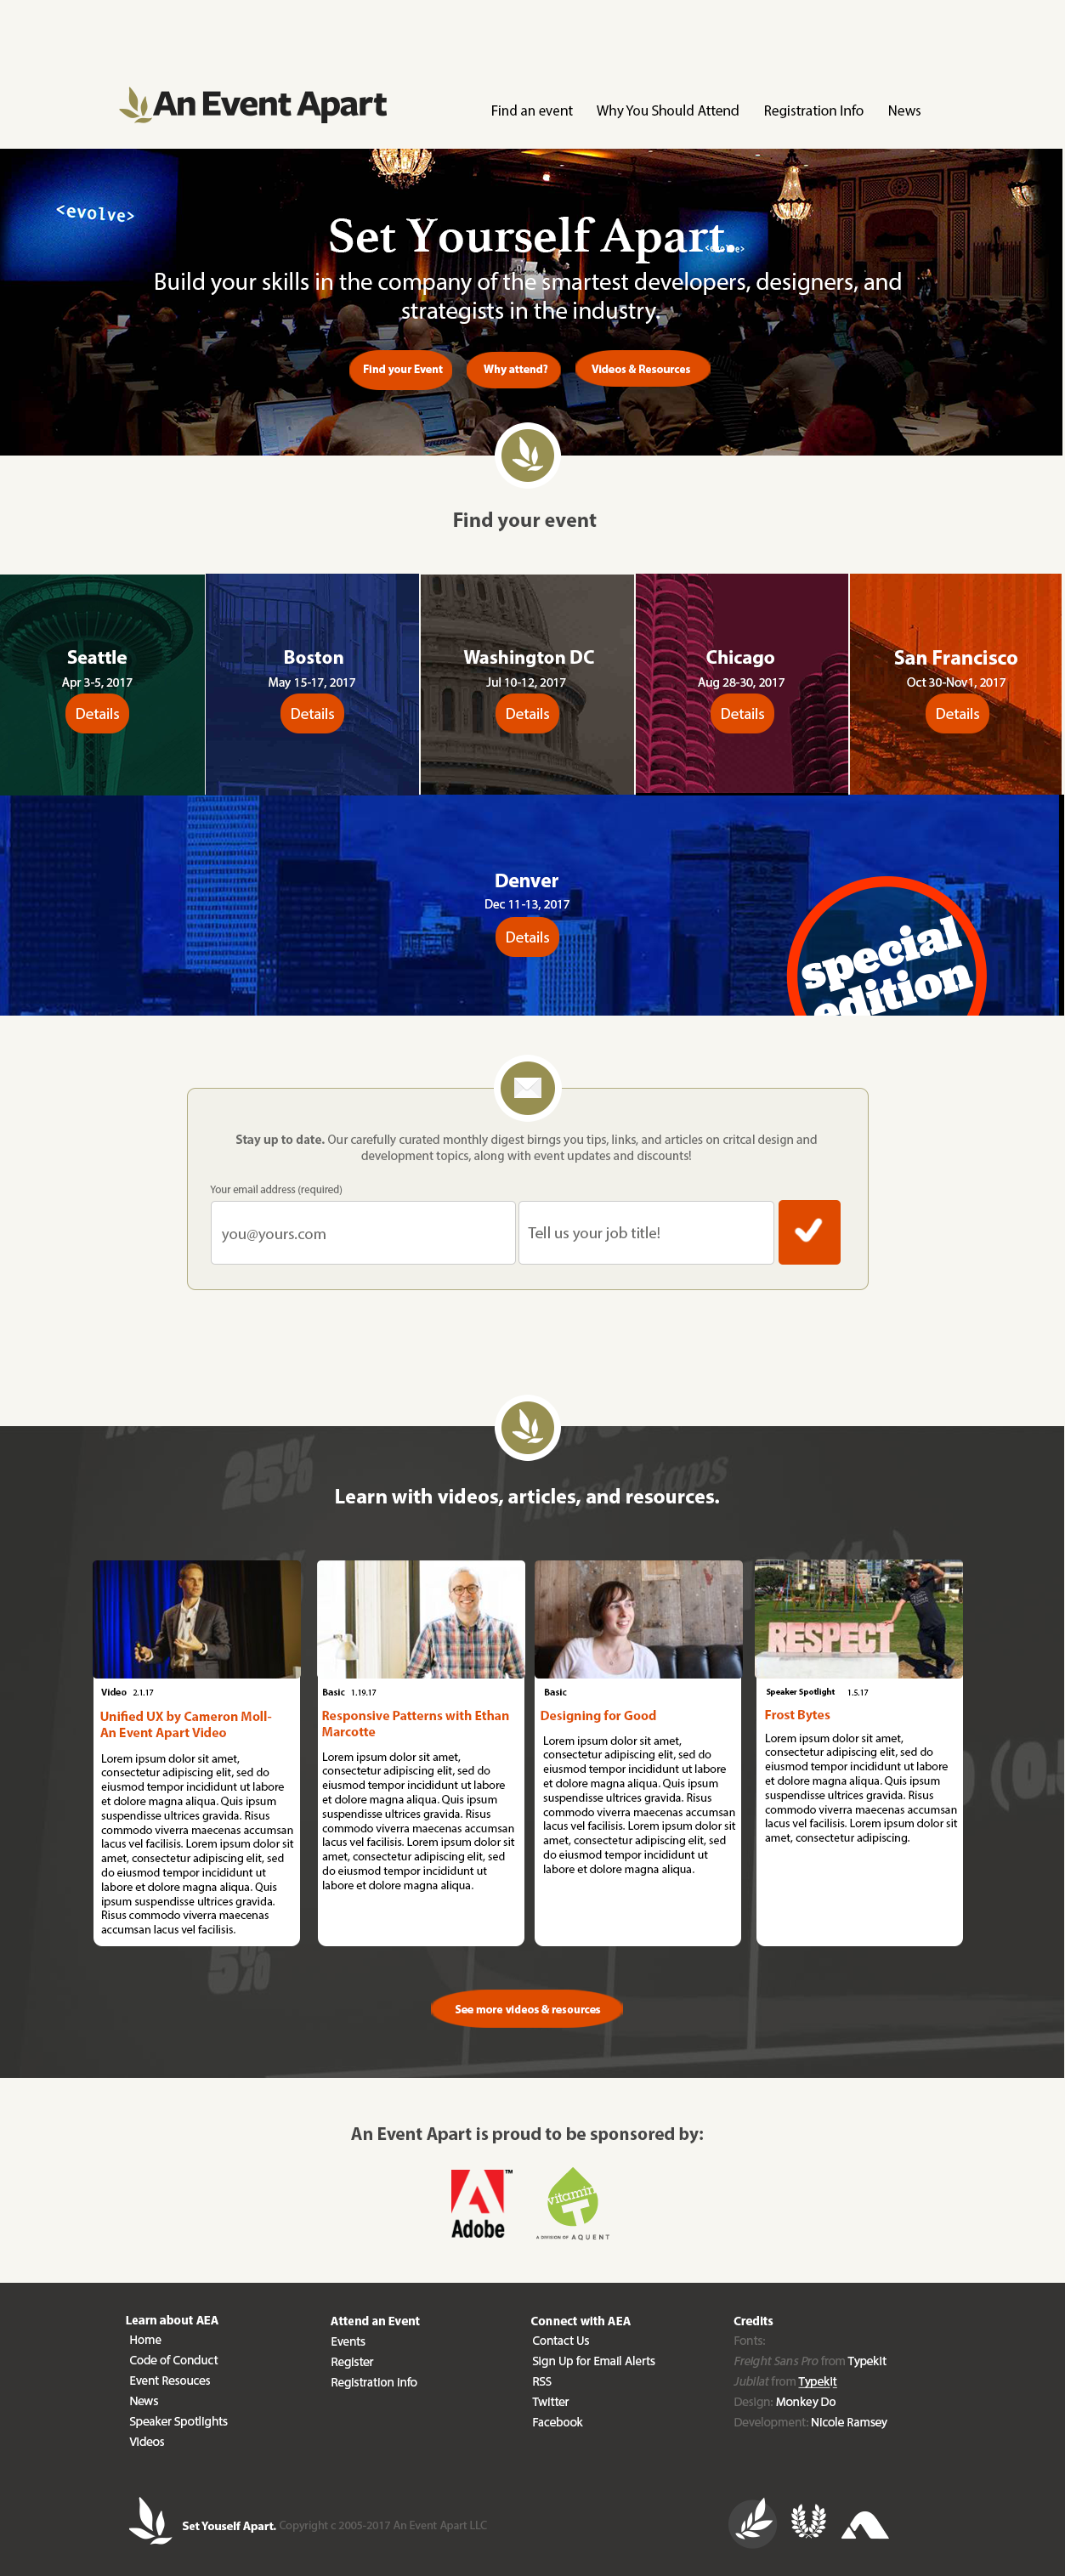 An Event Apart
Find an event Why You Should Attend Registration Info News
<evolve>
Set Yourself Apart.
<evolve>
Build your skills in the company of the smartest developers, designers, and
strategists in the industry.
Find your Event Why attend? Videos & Resources
Find your event
Seattle
Apr 3-5, 2017
Details
Boston
May 15-17, 2017
Details
Washington DC
Jul 10-12, 2017
Details
Chicago
Aug 28-30, 2017
Details
San Francisco
Oct 30-Nov1, 2017
Details
Denver
Dec 11-13, 2017
Details
special
edition
Stay up to date. Our carefully curated monthly digest birngs you tips, links, and articles on critcal design and
development topics, along with event updates and discounts!
Your email address (required)
you@yours.com Tell us your job title!
25%
missed taps
Learn with videos, articles, and resources.
RESPECT
Video 2.1.17
Unified UX by Cameron Moll-
An Event Apart Video
Lorem ipsum dolor sit amet,
consectetur adipiscing elit, sed do
eiusmod tempor incididunt ut labore
et dolore magna aliqua. Quis ipsum
suspendisse ultrices gravida. Risus
commodo viverra maecenas accumsan
lacus vel facilisis. Lorem ipsum dolor sit
amet, consectetur adipiscing elit, sed
do eiusmod tempor incididunt ut
labore et dolore magna aliqua. Quis
ipsum suspendisse ultrices gravida.
Risus commodo viverra maecenas
accumsan lacus vel facilisis.
Basic 1.19.17
Responsive Patterns with Ethan
Marcotte
Lorem ipsum dolor sit amet,
consectetur adipiscing elit, sed do
eiusmod tempor incididunt ut labore
et dolore magna aliqua. Quis ipsum
suspendisse ultrices gravida. Risus
commodo viverra maecenas accumsan
lacus vel facilisis. Lorem ipsum dolor sit
amet, consectetur adipiscing elit, sed
do eiusmod tempor incididunt ut
labore et dolore magna aliqua.
Basic
Designing for Good
Lorem ipsum dolor sit amet,
consectetur adipiscing elit, sed do
eiusmod tempor incididunt ut labore
et dolore magna aliqua. Quis ipsum
suspendisse ultrices gravida. Risus
commodo viverra maecenas accumsan
lacus vel facilisis. Lorem ipsum dolor sit
amet, consectetur adipiscing elit, sed
do eiusmod tempor incididunt ut
labore et dolore magna aliqua.
Speaker Spotlight 1.5.17
Frost Bytes
Lorem ipsum dolor sit amet,
consectetur adipiscing elit, sed do
eiusmod tempor incididunt ut labore
et dolore magna aliqua. Quis ipsum
suspendisse ultrices gravida. Risus
commodo viverra maecenas accumsan
lacus vel facilisis. Lorem ipsum dolor sit
amet, consectetur adipiscing.
(0.5
5%
See more videos & resources
An Event Apart is proud to be sponsored by:
Adobe™
vitamin T
A DIVISION OF AQUENT
Learn about AEA
Home
Code of Conduct
Event Resouces
News
Speaker Spotlights
Videos
Attend an Event
Events
Register
Registration info
Connect with AEA
Contact Us
Sign Up for Email Alerts
RSS
Twitter
Facebook
Credits
Fonts:
Freight Sans Pro from Typekit
Jubilat from Typekit
Design: Monkey Do
Development: Nicole Ramsey
Set Youself Apart. Copyright c 2005-2017 An Event Apart LLC